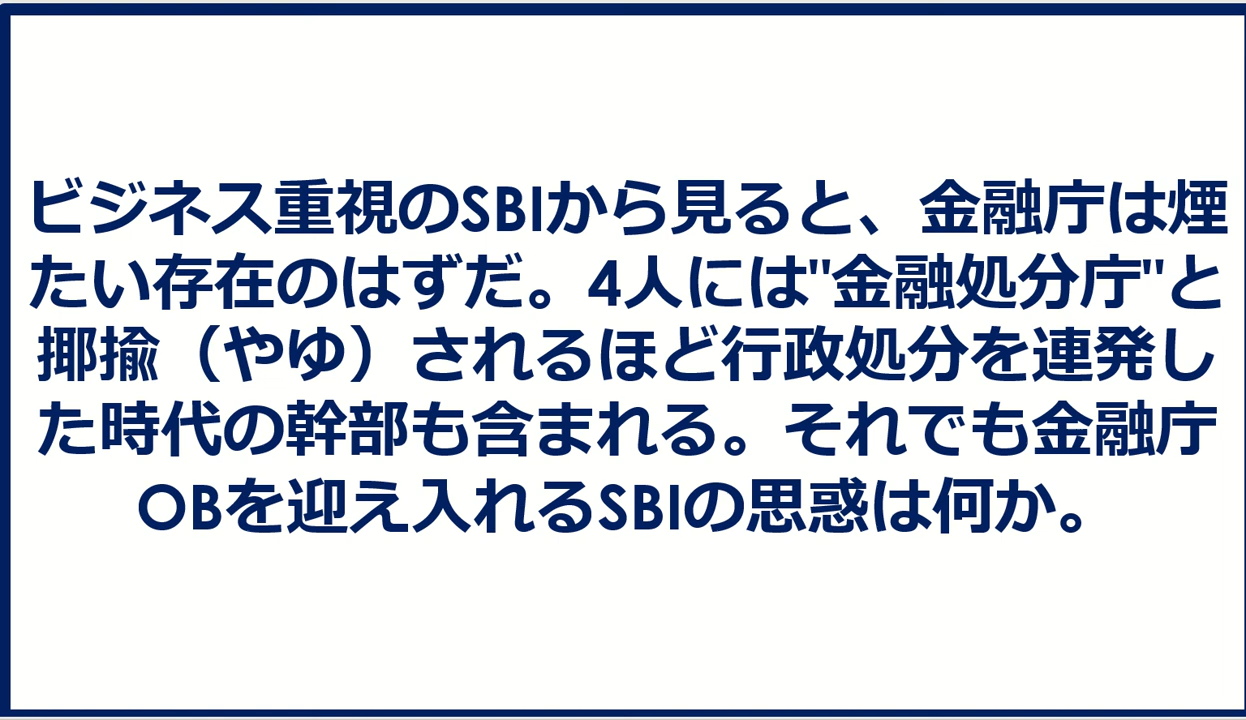 ビジネス重視のSBIから見ると、金融庁は煙
たい存在のはずだ。4人には"金融処分庁"と
揶揄（やゆ）されるほど行政処分を連発し
た時代の幹部も含まれる。それでも金融庁
OBを迎え入れるSBIの思惑は何か。